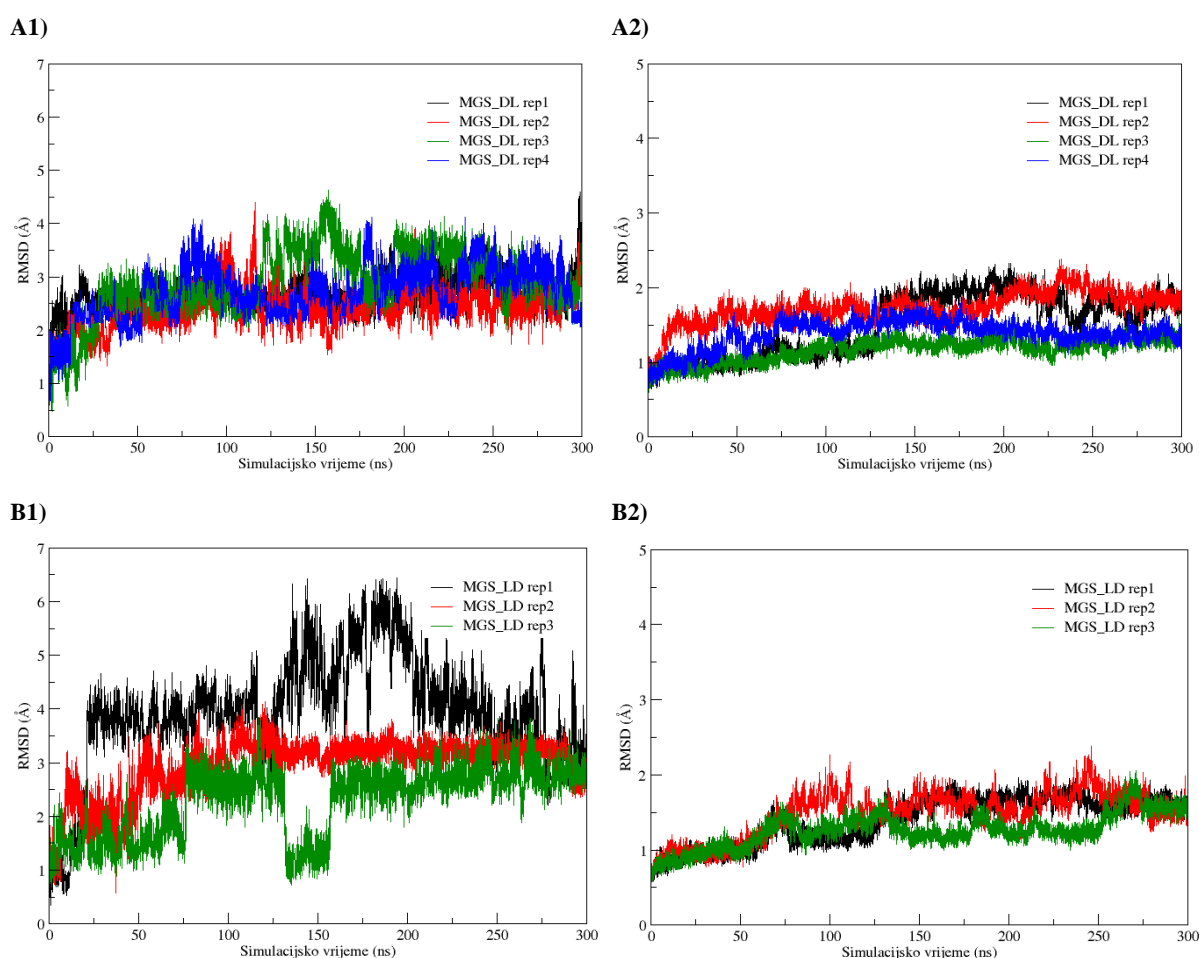 A1)
7
6
5
4
3
2
1
0
RMSD (Å)
MGS_DL rep1
MGS_DL rep2
MGS_DL rep3
MGS_DL rep4
0 50 100 150 200 250 300
Simulacijsko vrijeme (ns)
A2)
5
4
3
2
1
0
RMSD (Å)
MGS_DL rep1
MGS_DL rep2
MGS_DL rep3
MGS_DL rep4
0 50 100 150 200 250 300
Simulacijsko vrijeme (ns)
B1)
7
6
5
4
3
2
1
0
RMSD (Å)
MGS_LD rep1
MGS_LD rep2
MGS_LD rep3
0 50 100 150 200 250 300
Simulacijsko vrijeme (ns)
B2)
5
4
3
2
1
0
RMSD (Å)
MGS_LD rep1
MGS_LD rep2
MGS_LD rep3
0 50 100 150 200 250 300
Simulacijsko vrijeme (ns)